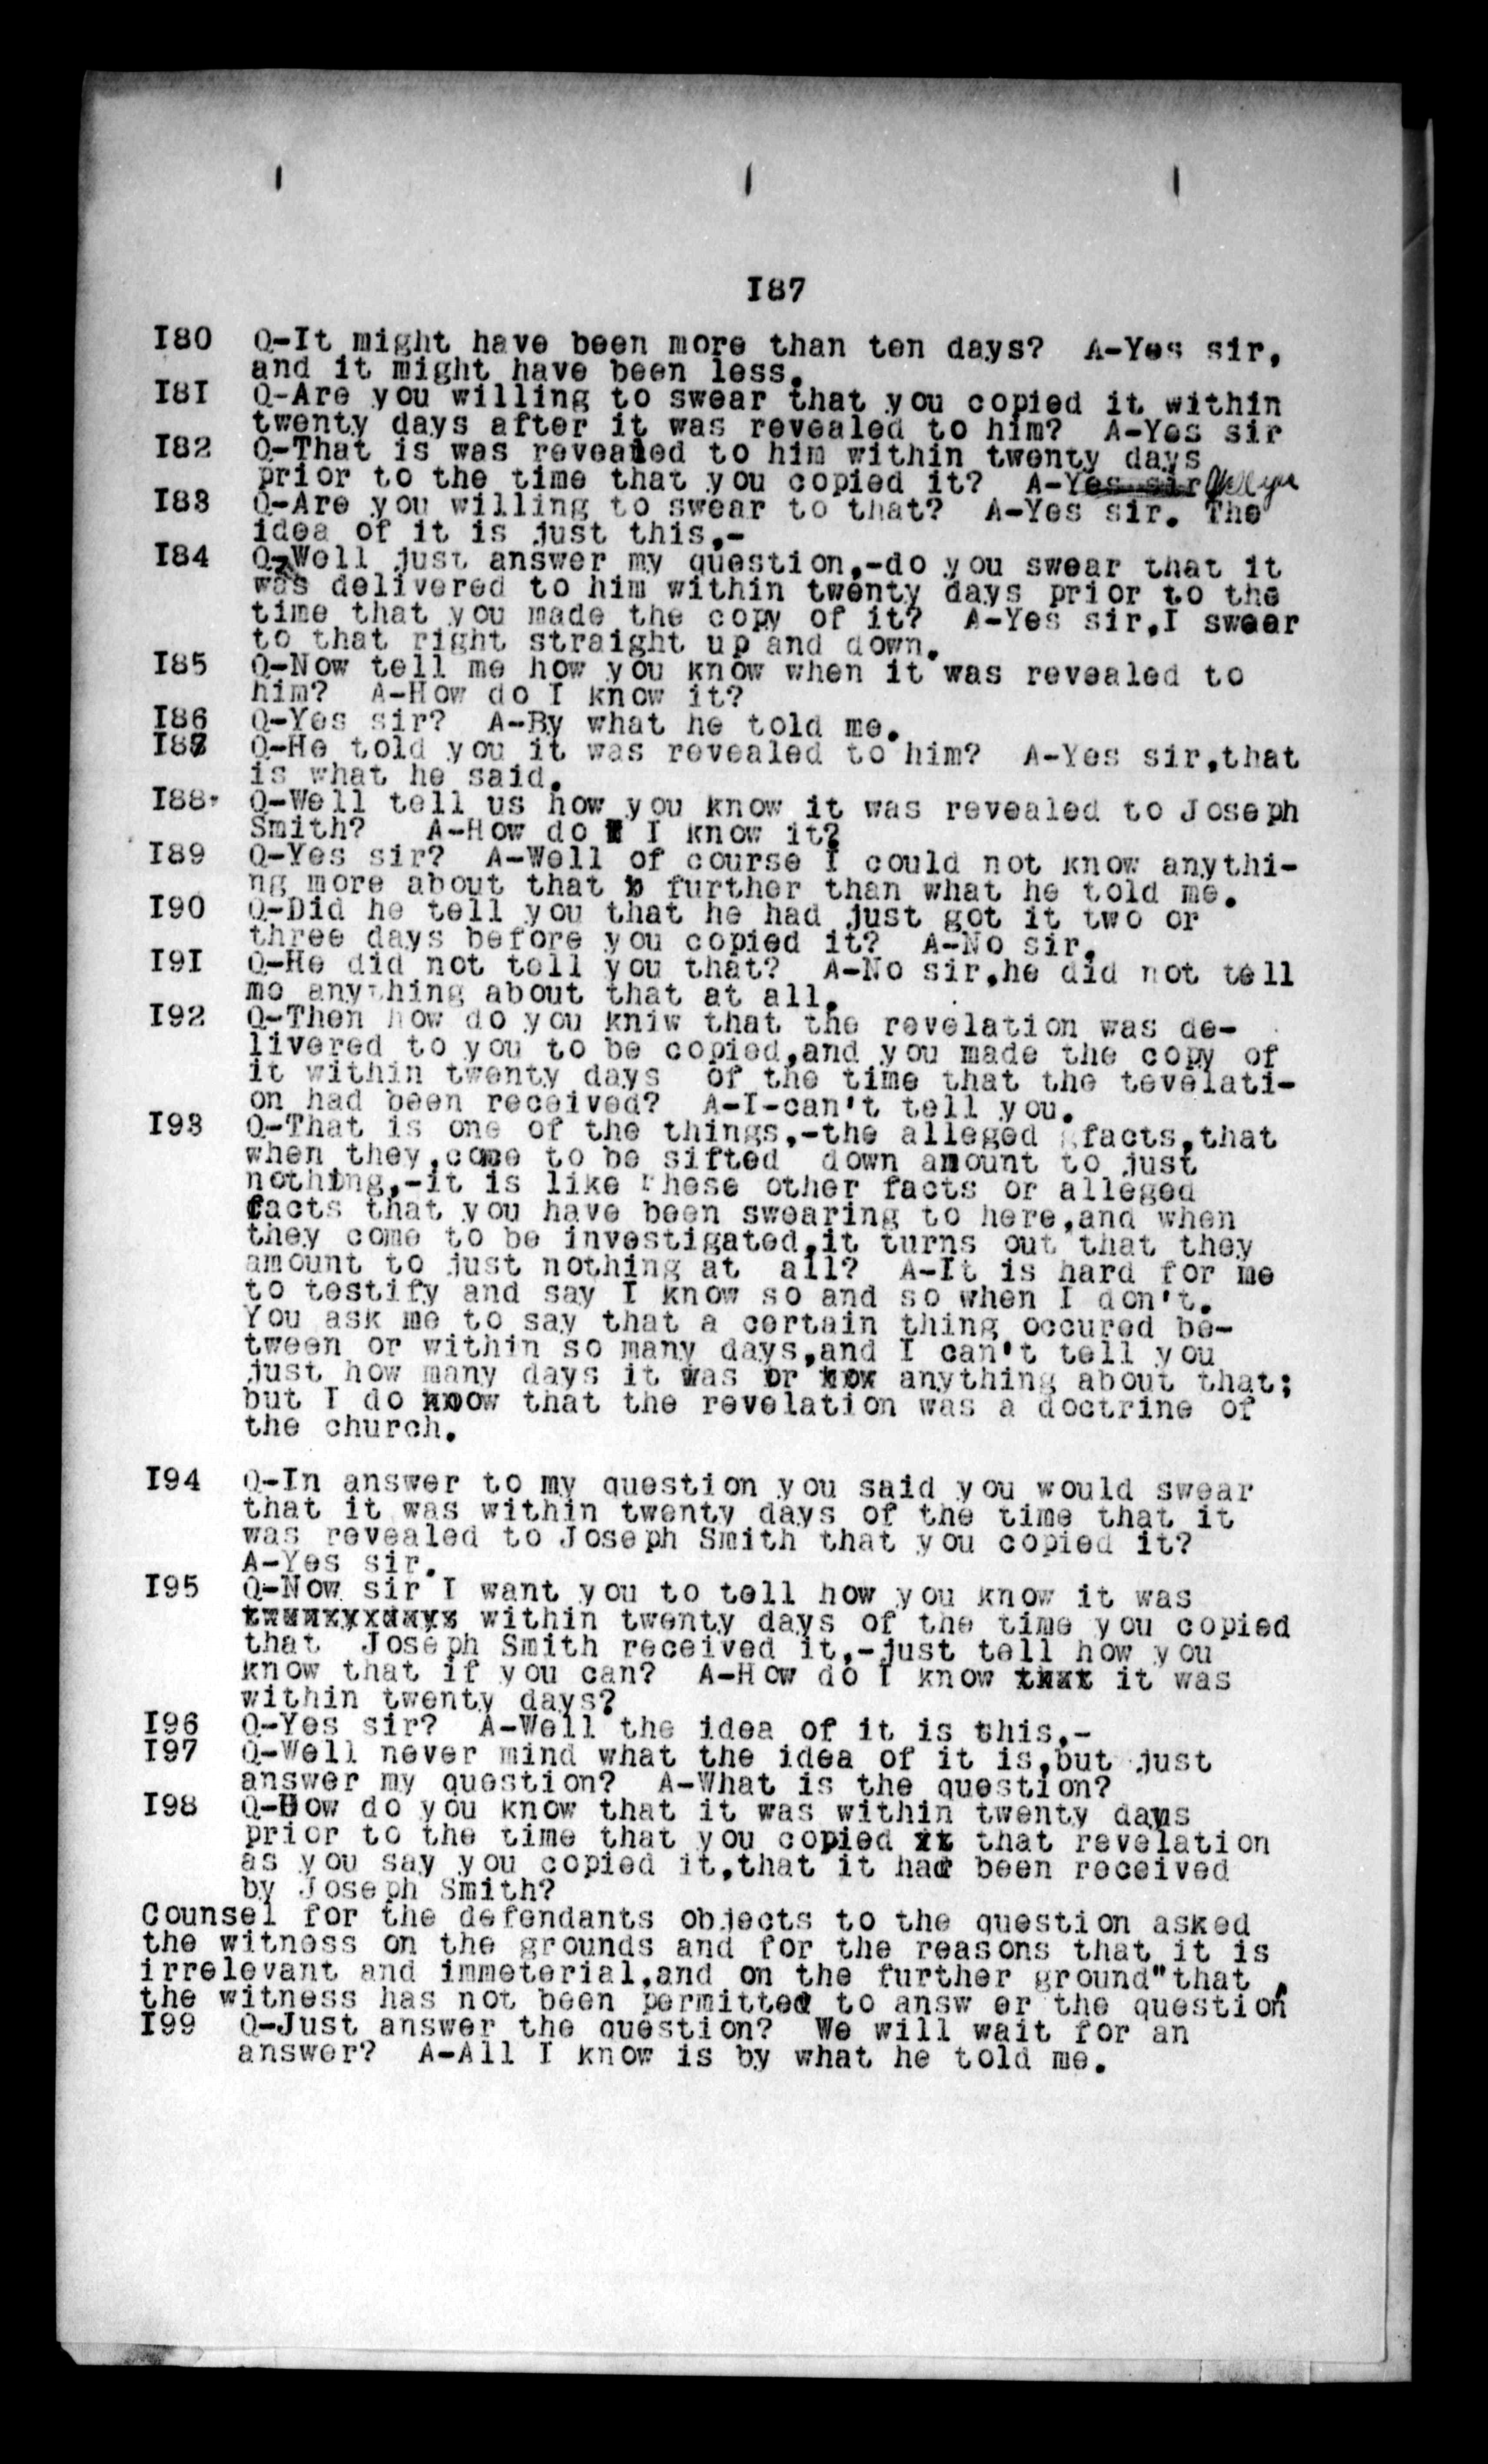 I87
I80 Q-It might have been more than ten days? A-Yes sir,
and it might have been less.
I8I Q-Are you willing to swear that you copied it within
twenty days after it was revealed to him? A-Yes sir
I82 Q-That is was revealed to him within twenty days
prior to the time that you copied it? A-Yes sir Well yes
I83 Q-Are you willing to swear to that? A-Yes sir. The
idea of it is just this,-
I84 Q-Well just answer my question,-do you swear that it
was delivered to him within twenty days prior to the
time that you made the copy of it? A-Yes sir,I swear
to that right straight up and down.
I85 Q-Now tell me how you know when it was revealed to
him? A-How do I know it?
I86 Q-Yes sir? A-By what he told me.
I87 Q-He told you it was revealed to him? A-Yes sir,that
is what he said.
I88 Q-Well tell us how you know it was revealed to Joseph
Smith? A-How do I know it?
I89 Q-Yes sir? A-Well of course I could not know anythi-
ng more about that further than what he told me.
I90 Q-Did he tell you that he had just got it two or
three days before you copied it? A-No sir.
I9I Q-He did not tell you that? A-No sir,he did not tell
me anything about that at all.
I92 Q-Then how do you kniw that the revelation was de-
livered to you to be copied,and you made the copy of
it within twenty days of the time that the tevelati-
on had been received? A-I-can't tell you.
I93 Q-That is one of the things,-the alleged facts,that
when they,come to be sifted down amount to just
nothing,-it is like these other facts or alleged
facts that you have been swearing to here,and when
they come to be investigated,it turns out that they
amount to just nothing at all? A-It is hard for me
to testify and say I know so and so when I don't.
You ask me to say that a certain thing occured be-
tween or within so many days,and I can't tell you
just how many days it was or anything about that;
but I do know that the revelation was a doctrine of
the church.
I94 Q-In answer to my question you said you would swear
that it was within twenty days of the time that it
was revealed to Joseph Smith that you copied it?
A-Yes sir.
I95 Q-Now sir I want you to tell how you know it was
within twenty days of the time you copied
that Joseph Smith received it,-just tell how you
know that if you can? A-How do I know that it was
within twenty days?
I96 Q-Yes sir? A-Well the idea of it is this,-
I97 Q-Well never mind what the idea of it is,but just
answer my question? A-What is the question?
I98 Q-How do you know that it was within twenty days
prior to the time that you copied it that revelation
as you say you copied it,that it had been received
by Joseph Smith?
Counsel for the defendants objects to the question asked
the witness on the grounds and for the reasons that it is
irrelevant and immeterial,and on the further ground"that
the witness has not been permitted to answ er the question.
I99 Q-Just answer the question? We will wait for an
answer? A-All I know is by what he told me.